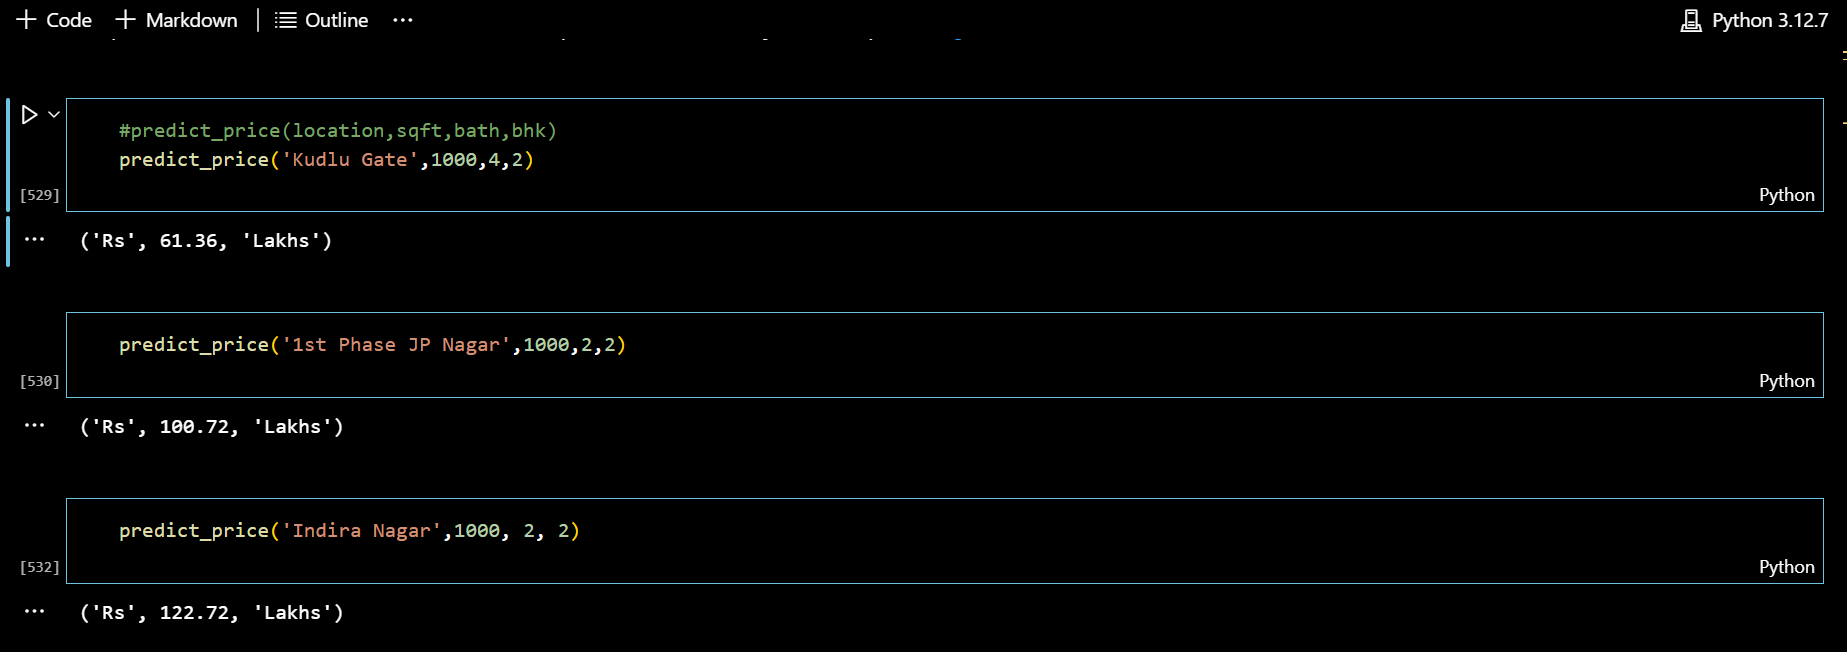 + Code + Markdown | Outline ...
Python 3.12.7
#predict_price(location,sqft,bath,bhk)
predict_price('Kudlu Gate',1000,4,2)
[529]
Python
... ('Rs', 61.36, 'Lakhs')
predict_price('1st Phase JP Nagar',1000,2,2)
[530]
Python
... ('Rs', 100.72, 'Lakhs')
predict_price('Indira Nagar',1000, 2, 2)
[532]
Python
... ('Rs', 122.72, 'Lakhs')